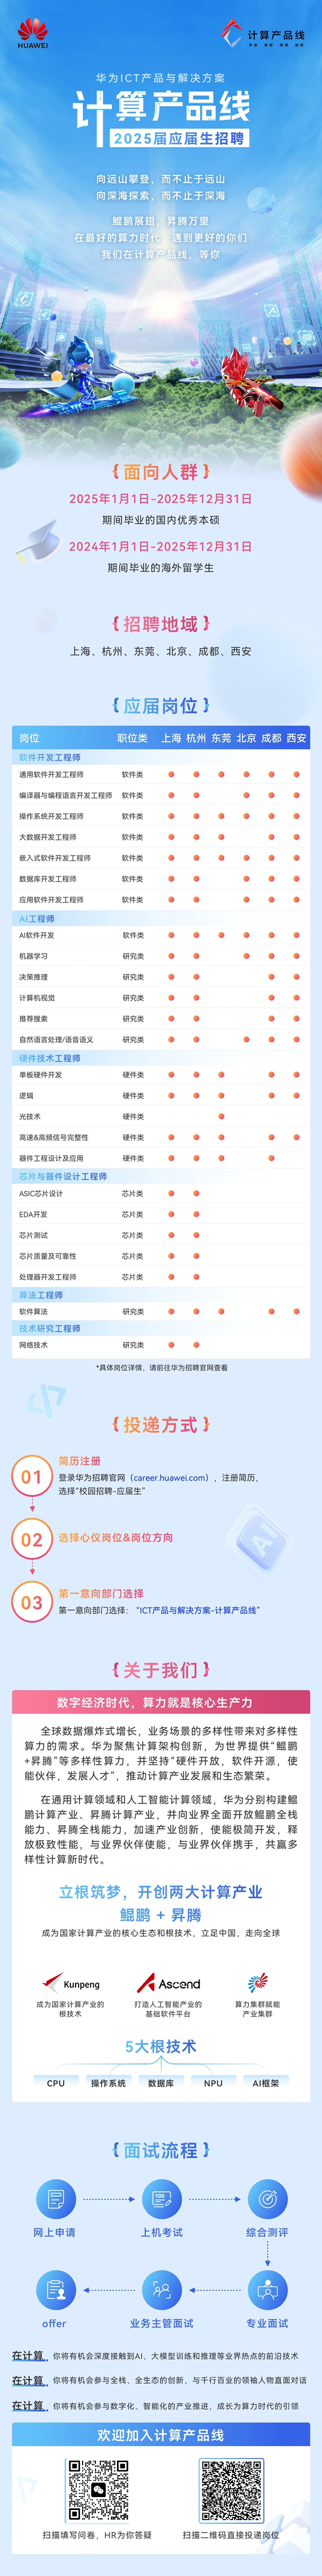 HUAWEI
计算产品线
华为ICT产品与解决方案
计算产品线
2025届应届生招聘
向远山攀登，而不止于远山
向深海探索，而不止于深海
鲲鹏展翅，昇腾万里
在最好的算力时代，遇到更好的你们
我们在计算产品线，等你
{面向人群}
2025年1月1日-2025年12月31日
期间毕业的国内优秀本硕
2024年1月1日-2025年12月31日
期间毕业的海外留学生
{招聘地域}
上海、杭州、东莞、北京、成都、西安
{应届岗位}
岗位 职位类 上海 杭州 东莞 北京 成都 西安
软件开发工程师
通用软件开发工程师 软件类
编译器与编程语言开发工程师 软件类
操作系统开发工程师 软件类
大数据开发工程师 软件类
嵌入式软件开发工程师 软件类
数据库开发工程师 软件类
应用软件开发工程师 软件类
AI工程师
AI软件开发 软件类
机器学习 研究类
决策推理 研究类
计算机视觉 研究类
推荐搜索 研究类
自然语言处理/语音语义 研究类
硬件技术工程师
单板硬件开发 硬件类
逻辑 硬件类
光技术 硬件类
高速&高频信号完整性 硬件类
器件工程设计及应用 硬件类
芯片与器件设计工程师
ASIC芯片设计 芯片类
EDA开发 芯片类
芯片测试 芯片类
芯片质量及可靠性 芯片类
处理器开发工程师 芯片类
算法工程师
软件算法 研究类
技术研究工程师
网络技术 研究类
*具体岗位详情，请前往华为招聘官网查看
{投递方式}
01
简历注册
登录华为招聘官网（career.huawei.com），注册简历，
选择“校园招聘-应届生”
02
选择心仪岗位&岗位方向
03
第一意向部门选择
第一意向部门选择：“ICT产品与解决方案-计算产品线”
AI
{关于我们}
数字经济时代，算力就是核心生产力
全球数据爆炸式增长，业务场景的多样性带来对多样性
算力的需求。华为聚焦计算架构创新，为世界提供“鲲鹏
+昇腾”等多样性算力，并坚持“硬件开放，软件开源，使
能伙伴，发展人才”，推动计算产业发展和生态繁荣。
在通用计算领域和人工智能计算领域，华为分别构建鲲
鹏计算产业、昇腾计算产业，并向业界全面开放鲲鹏全栈
能力、昇腾全栈能力，加速产业创新，使能极简开发，释
放极致性能，与业界伙伴使能，与业界伙伴携手，共赢多
样性计算新时代。
立根筑梦，开创两大计算产业
鲲鹏 + 昇腾
成为国家计算产业的核心生态和根技术，立足中国，走向全球
Kunpeng
成为国家计算产业的
根技术
Ascend
打造人工智能产业的
基础软件平台
算力集群赋能
产业集群
5大根技术
CPU 操作系统 数据库 NPU AI框架
{面试流程}
100
网上申请 上机考试 综合测评
offer 业务主管面试 专业面试
在计算，你将有机会深度接触到AI、大模型训练和推理等业界热点的前沿技术
在计算，你将有机会参与全栈、全生态的创新，与千行百业的领袖人物直面对话
在计算，你将有机会参与数字化、智能化的产业推进，成长为算力时代的引领
欢迎加入计算产品线
扫描填写问卷，HR为你答疑
扫描二维码直接投递岗位